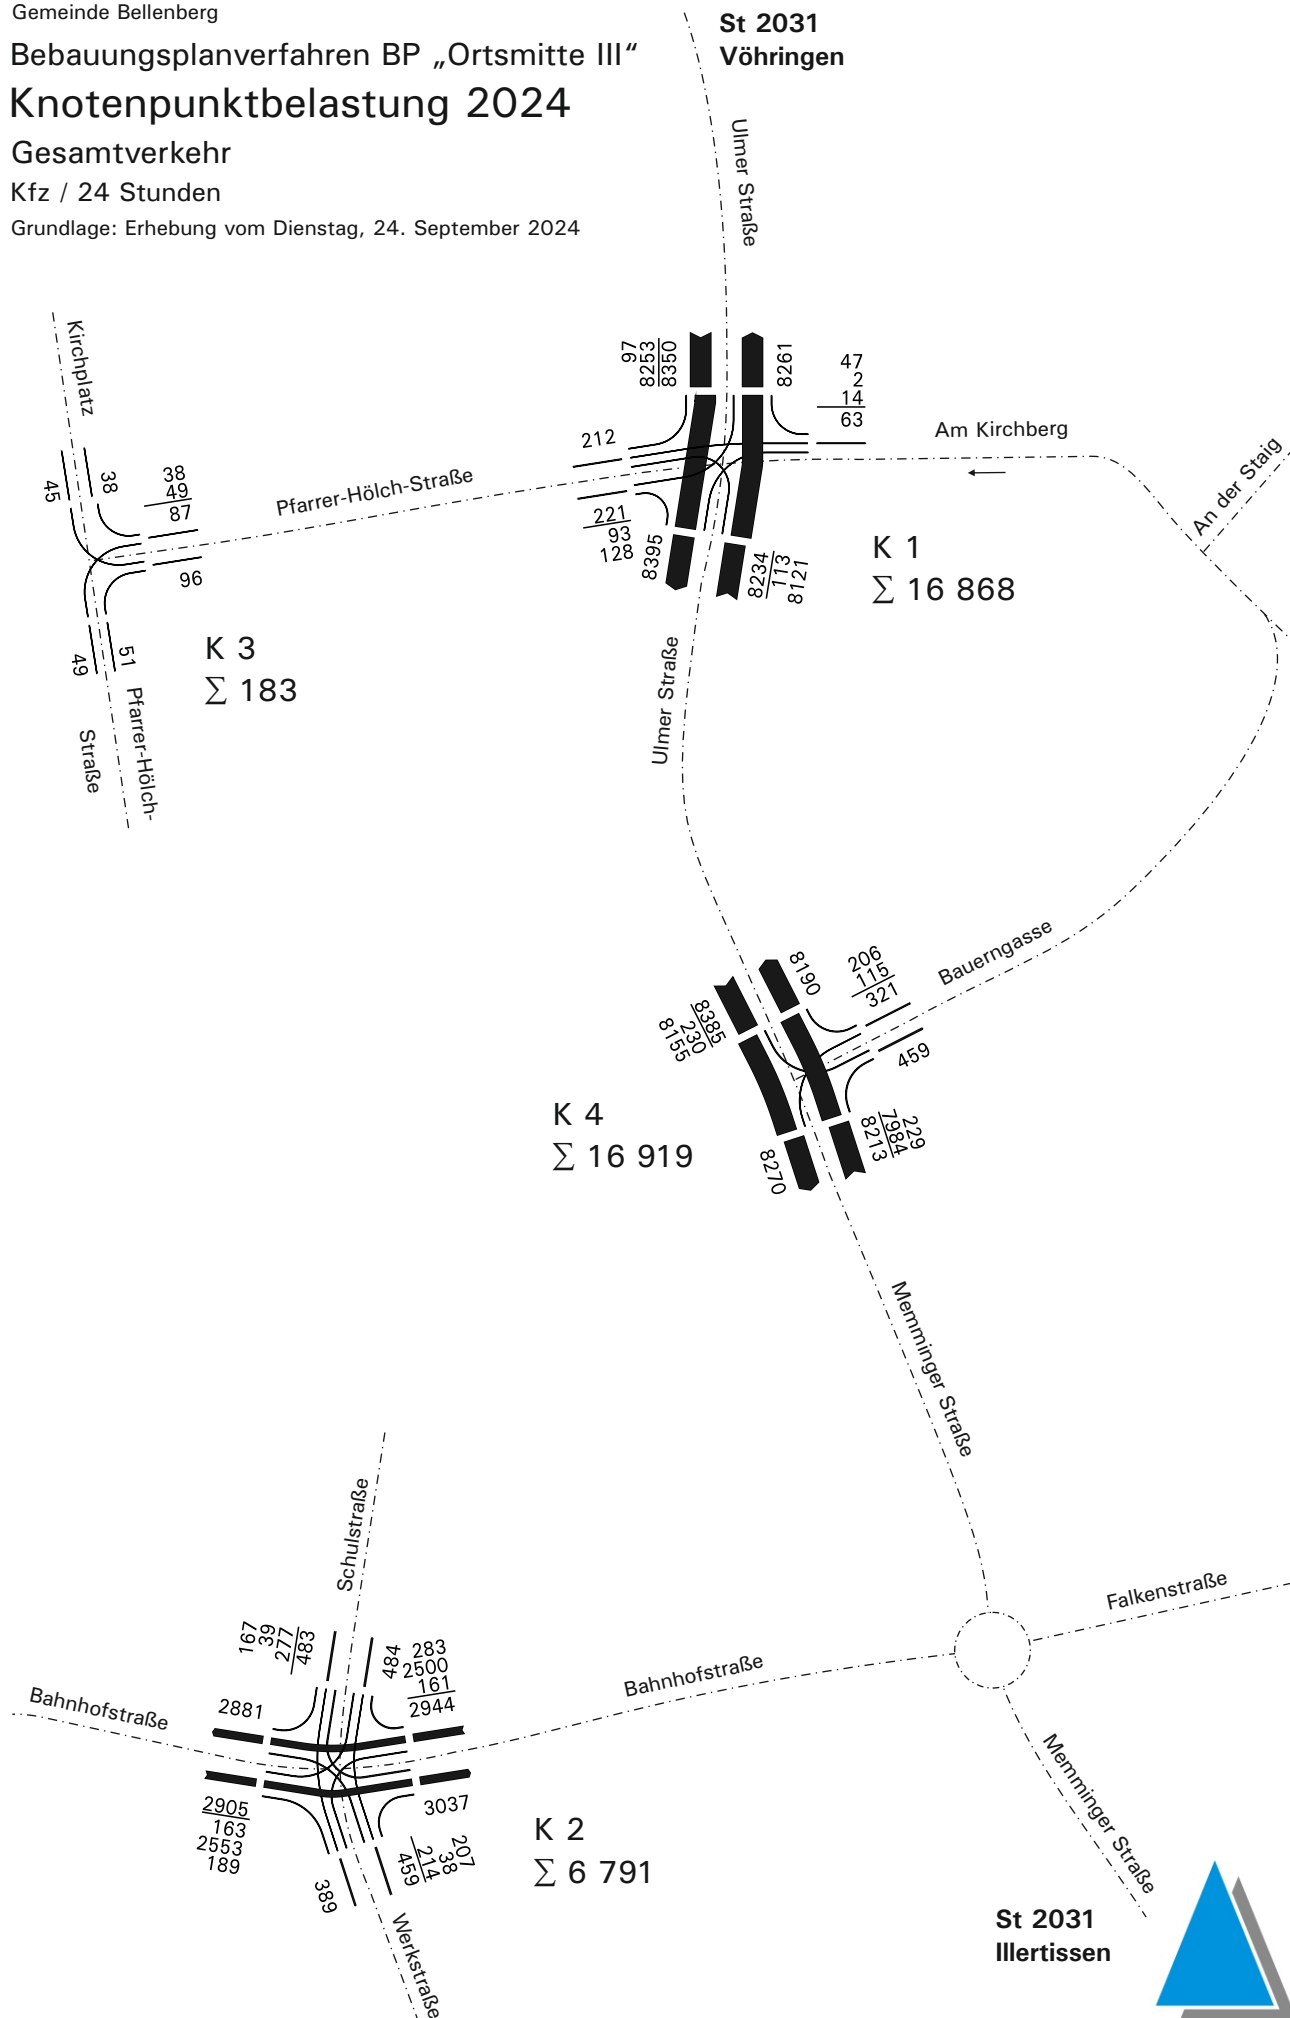 Gemeinde Bellenberg
Bebauungsplanverfahren BP „Ortsmitte III“
Knotenpunktbelastung 2024
Gesamtverkehr
Kfz / 24 Stunden
Grundlage: Erhebung vom Dienstag, 24. September 2024
St 2031
Vöhringen
Ulmer Straße
97
8253
8350
8261
47
2
14
63
212
221
93
128
8395
8234
113
8121
Am Kirchberg
An der Staig
K 1
∑ 16 868
Kirchplatz
45
38
38
49
87
96
49
51
Pfarrer-Hölch-Straße
K 3
∑ 183
Pfarrer-Hölch-
Straße
Ulmer Straße
8190
206
115
321
Bauerngasse
8385
230
8155
459
229
7984
8213
8270
K 4
∑ 16 919
Memminger Straße
Schulstraße
Falkenstraße
167
39
277
483
484
283
2500
161
2944
Bahnhofstraße
2881
Bahnhofstraße
2905
163
2553
189
3037
207
38
214
459
389
K 2
∑ 6 791
Werkstraße
Memminger Straße
St 2031
Illertissen